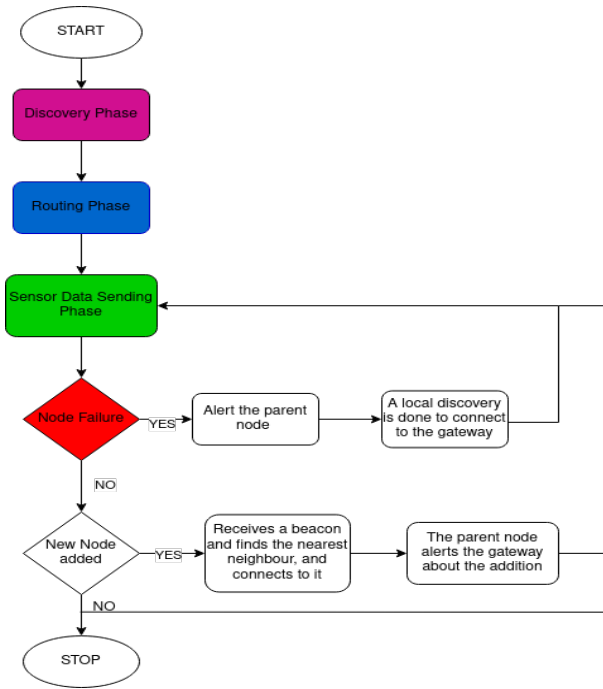 START
Discovery Phase
Routing Phase
Sensor Data Sending
Phase
Node Failure
YES
Alert the parent
node
A local discovery
is done to connect
to the gateway
NO
New Node
added
YES
Receives a beacon
and finds the nearest
neighbour, and
connects to it
The parent node
alerts the gateway
about the addition
NO
STOP